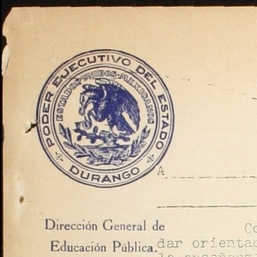 PODER EJECUTIVO DEL ESTADO
ESTADOS UNIDOS MEXICANOS
DURANGO
A
Dirección General de
Educación Pública. dar orientac